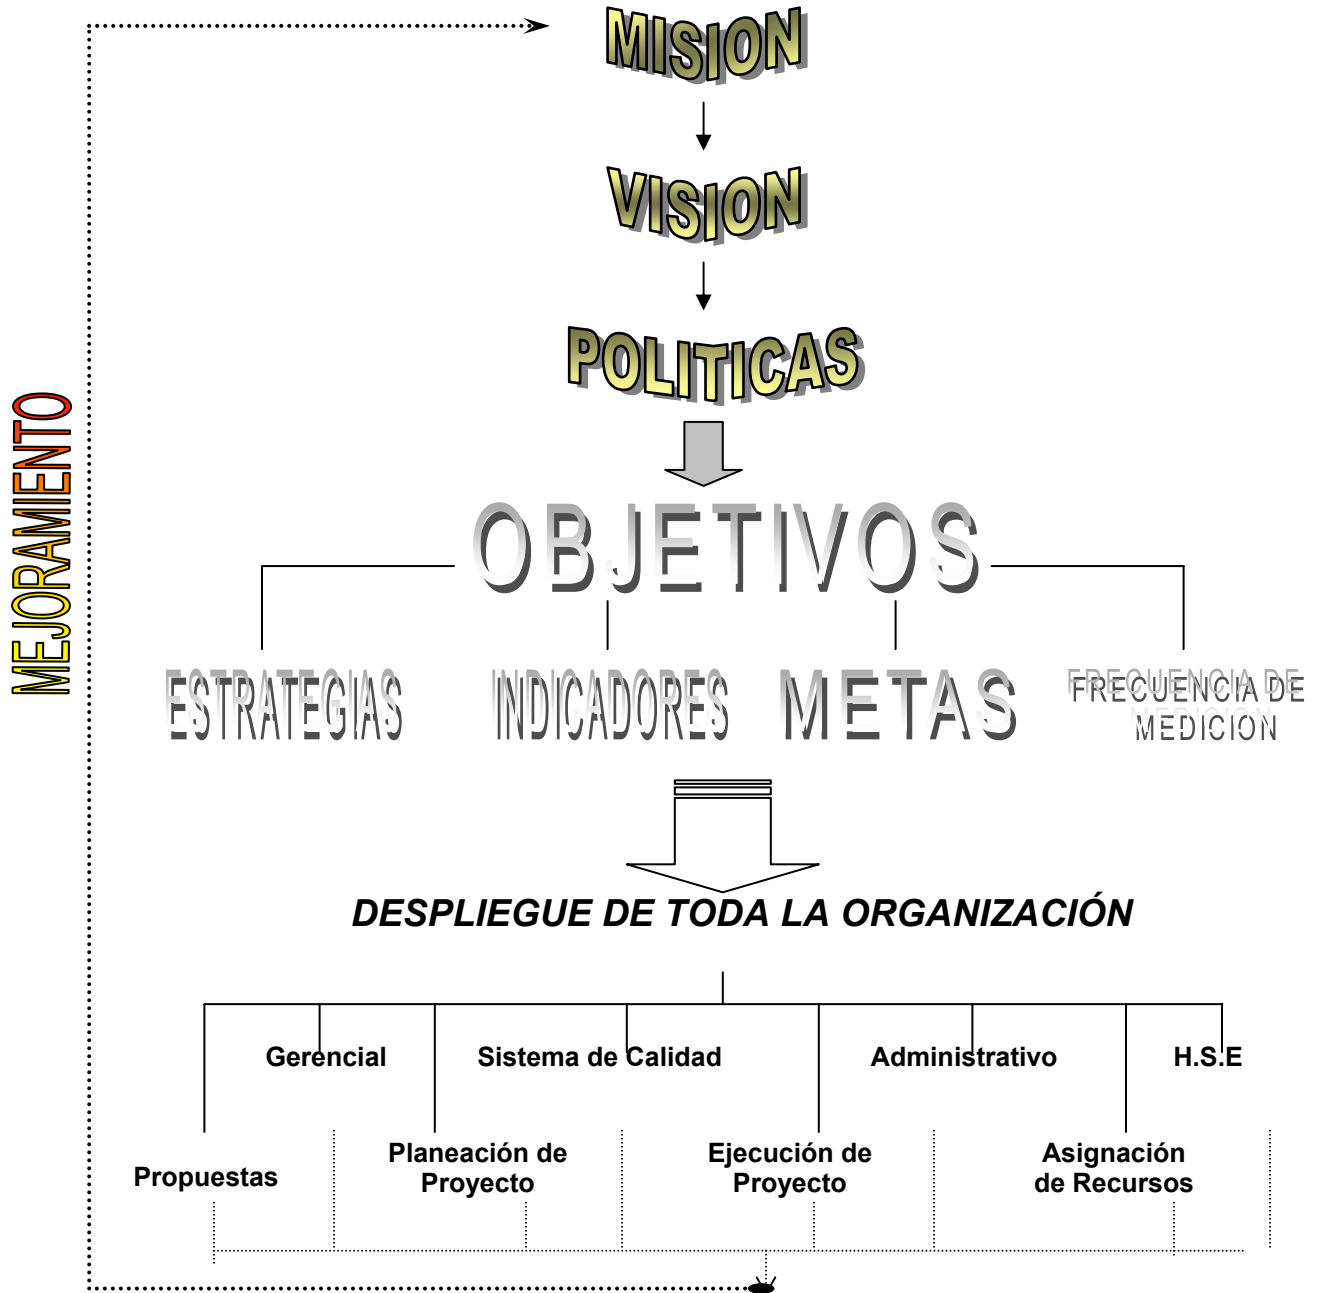 MISION
VISION
POLITICAS
MEJORAMIENTO
OBJETIVOS
ESTRATEGIAS
INDICADORES
METAS
FRECUENCIA DE
MEDICION
DESPLIEGUE DE TODA LA ORGANIZACIÓN
Gerencial
Sistema de Calidad
Administrativo
H.S.E
Propuestas
Planeación de
Proyecto
Ejecución de
Proyecto
Asignación
de Recursos